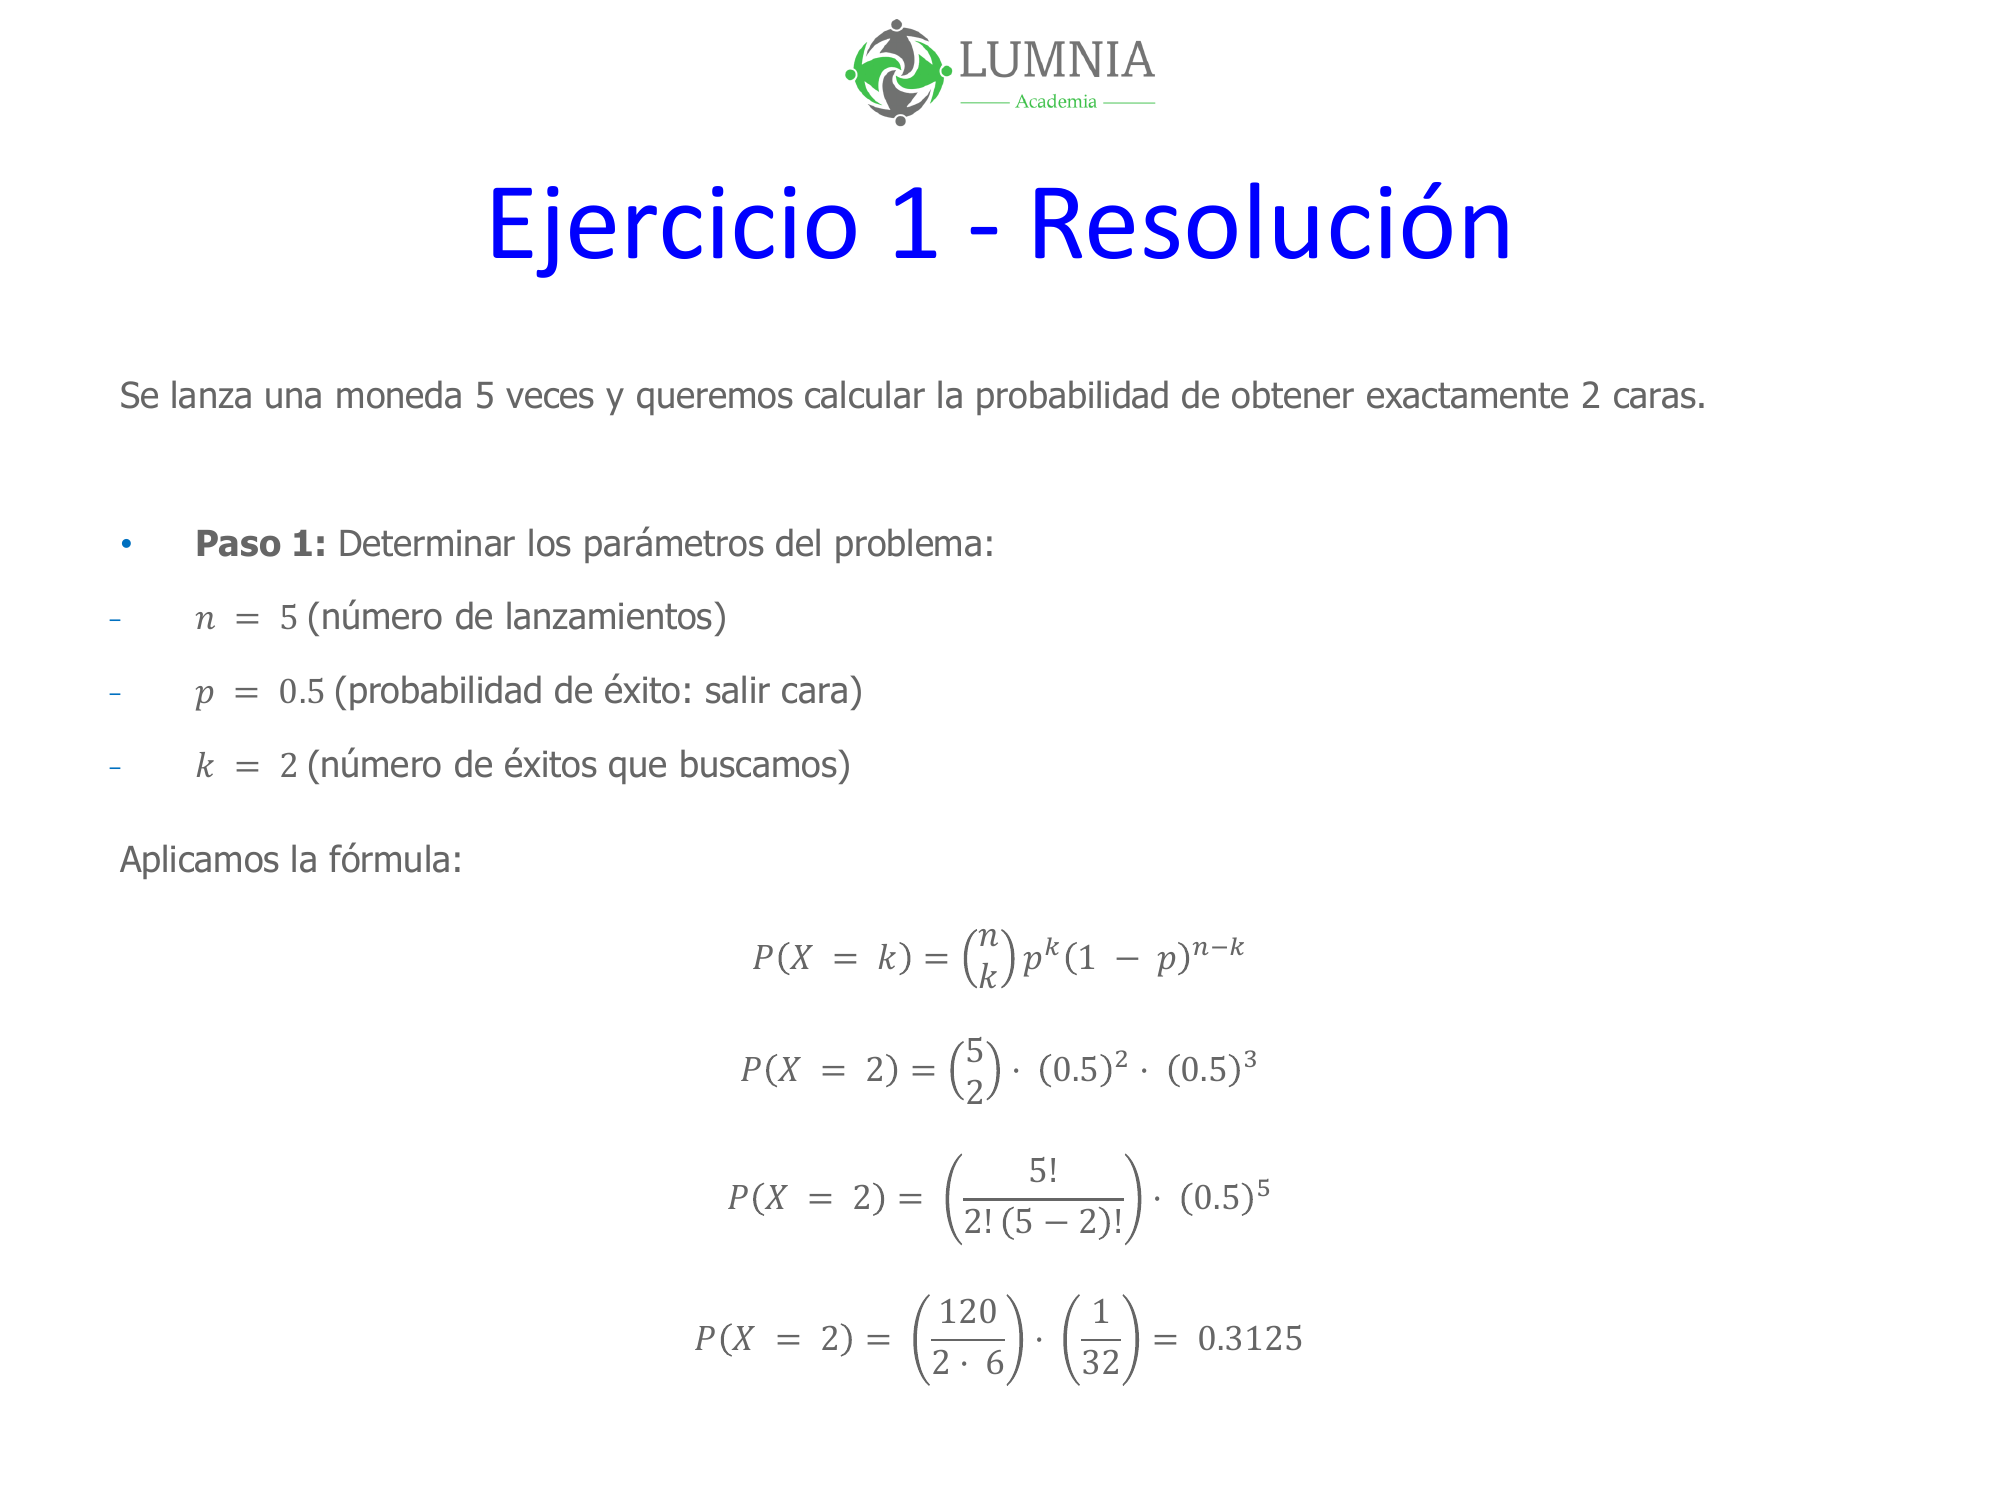 LUMNIA
Academia
Ejercicio 1 - Resolución
Se lanza una moneda 5 veces y queremos calcular la probabilidad de obtener exactamente 2 caras.
• Paso 1: Determinar los parámetros del problema:
– n = 5 (número de lanzamientos)
– p = 0.5 (probabilidad de éxito: salir cara)
– k = 2 (número de éxitos que buscamos)
Aplicamos la fórmula:
$P(X = k) = \binom{n}{k} p^k (1 - p)^{n-k}$
$P(X = 2) = \binom{5}{2} \cdot (0.5)^2 \cdot (0.5)^3$
$P(X = 2) = \left(\frac{5!}{2!(5-2)!}\right) \cdot (0.5)^5$
$P(X = 2) = \left(\frac{120}{2 \cdot 6}\right) \cdot \left(\frac{1}{32}\right) = 0.3125$